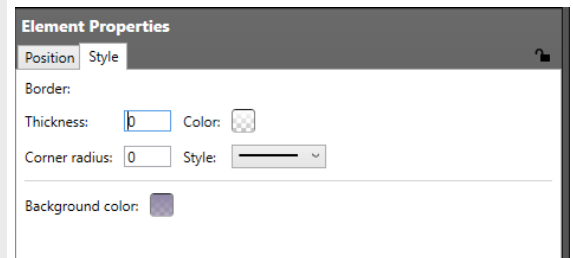 Element Properties
Position Style
Border:
Thickness: 0 Color:
Corner radius: 0 Style:
Background color: